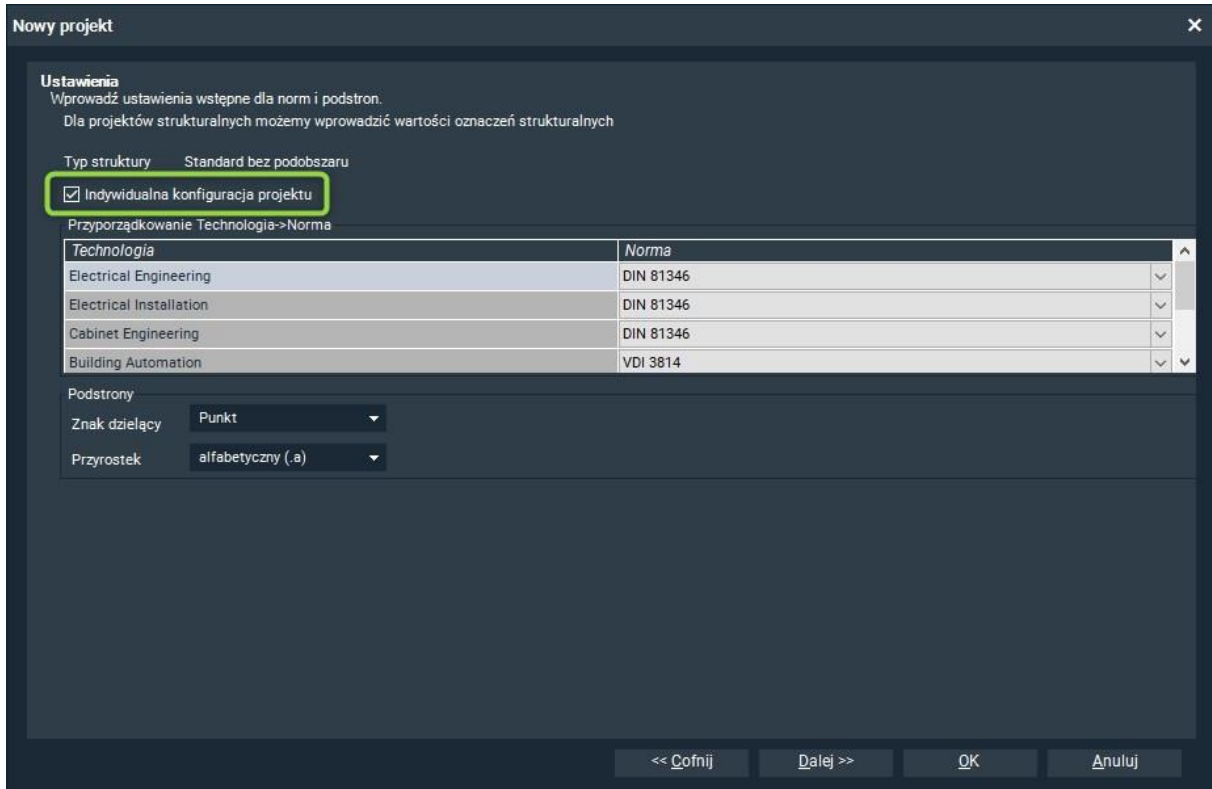 Nowy projekt
Ustawienia
Wprowadź ustawienia wstępne dla norm i podstron.
Dla projektów strukturalnych możemy wprowadzić wartości oznaczeń strukturalnych
Typ struktury Standard bez podobszaru
Indywidualna konfiguracja projektu
Przyporządkowanie Technologia->Norma
Technologia Norma
Electrical Engineering DIN 81346
Electrical Installation DIN 81346
Cabinet Engineering DIN 81346
Building Automation VDI 3814
Podstrony
Znak dzielący Punkt
Przyrostek alfabetyczny (.a)
<< Cofnij Dalej >> OK Anuluj